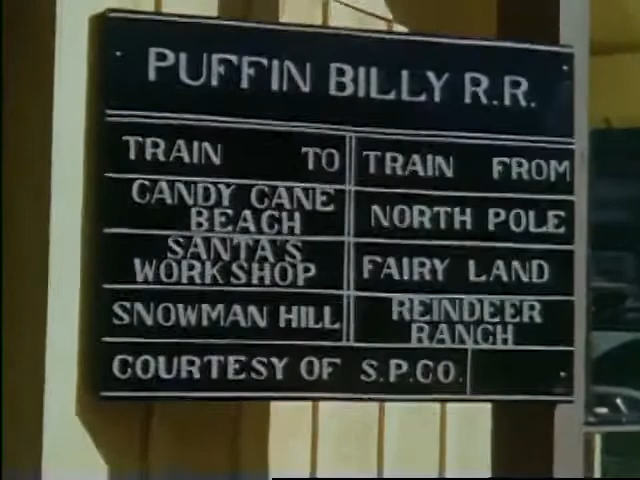 PUFFIN BILLY R.R.
TRAIN TO
TRAIN FROM
CANDY CANE
BEACH
NORTH POLE
SANTA'S
WORKSHOP
FAIRY LAND
SNOWMAN HILL
REINDEER
RANCH
COURTESY OF S.P.CO.